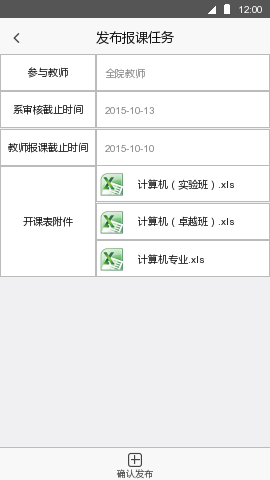 12:00
发布报课任务
参与教师
全院教师
系审核截止时间
2015-10-13
教师报课截止时间
2015-10-10
开课表附件
计算机（实验班）.xls
计算机（卓越班）.xls
计算机专业.xls
确认发布